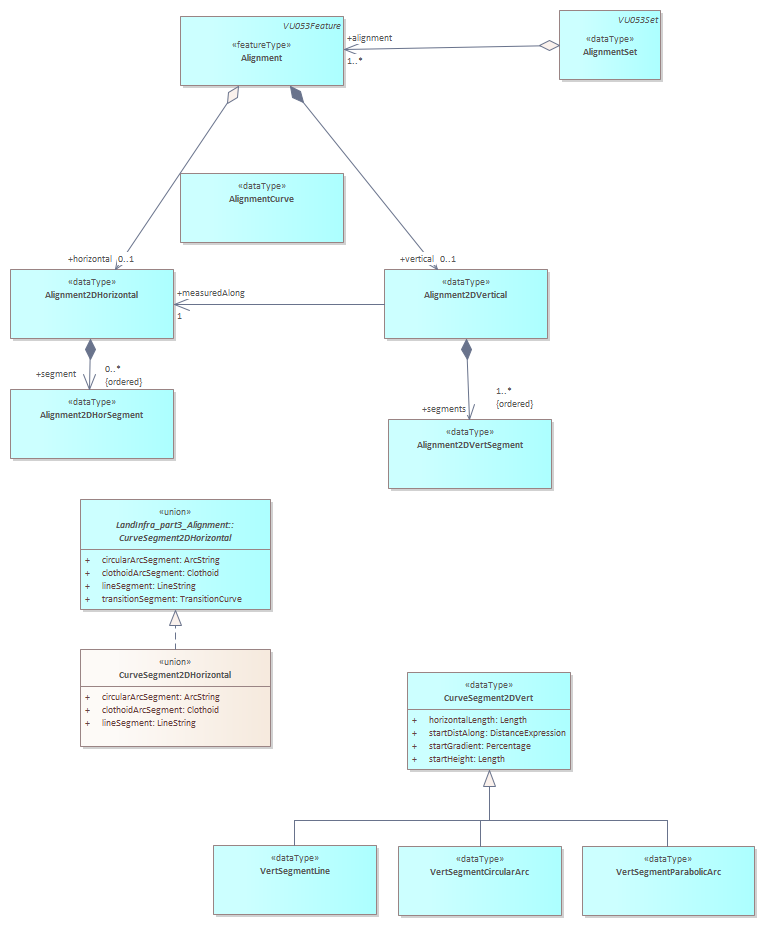 VU053Feature
«featureType»
Alignment
+alignment
1..*
VU053Set
«dataType»
AlignmentSet
«dataType»
AlignmentCurve
+horizontal 0..1
+vertical 0..1
«dataType»
Alignment2DHorizontal
+measuredAlong
1
«dataType»
Alignment2DVertical
+segment
0..*
{ordered}
«dataType»
Alignment2DHorSegment
+segments
1..*
{ordered}
«dataType»
Alignment2DVertSegment
«union»
LandInfra_part3_Alignment::
CurveSegment2DHorizontal
+ circularArcSegment: ArcString
+ clothoidArcSegment: Clothoid
+ lineSegment: LineString
+ transitionSegment: TransitionCurve
«union»
CurveSegment2DHorizontal
+ circularArcSegment: ArcString
+ clothoidArcSegment: Clothoid
+ lineSegment: LineString
«dataType»
CurveSegment2DVert
+ horizontalLength: Length
+ startDistAlong: DistanceExpression
+ startGradient: Percentage
+ startHeight: Length
«dataType»
VertSegmentLine
«dataType»
VertSegmentCircularArc
«dataType»
VertSegmentParabolicArc